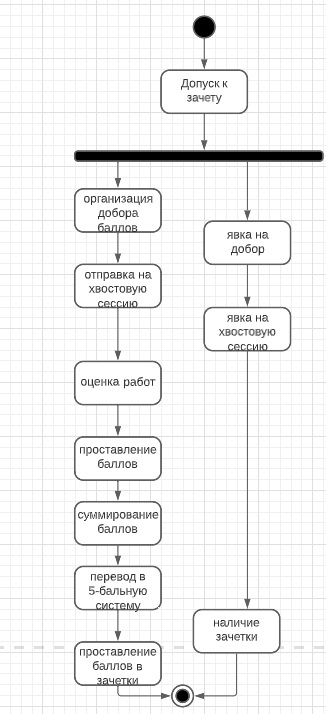 Допуск к
зачету
организация
добора
баллов
явка на
добор
отправка на
хвостовую
сессию
явка на
хвостовую
сессию
оценка работ
проставление
баллов
суммирование
баллов
перевод в
5-бальную
систему
наличие
зачетки
проставление
баллов в
зачетки